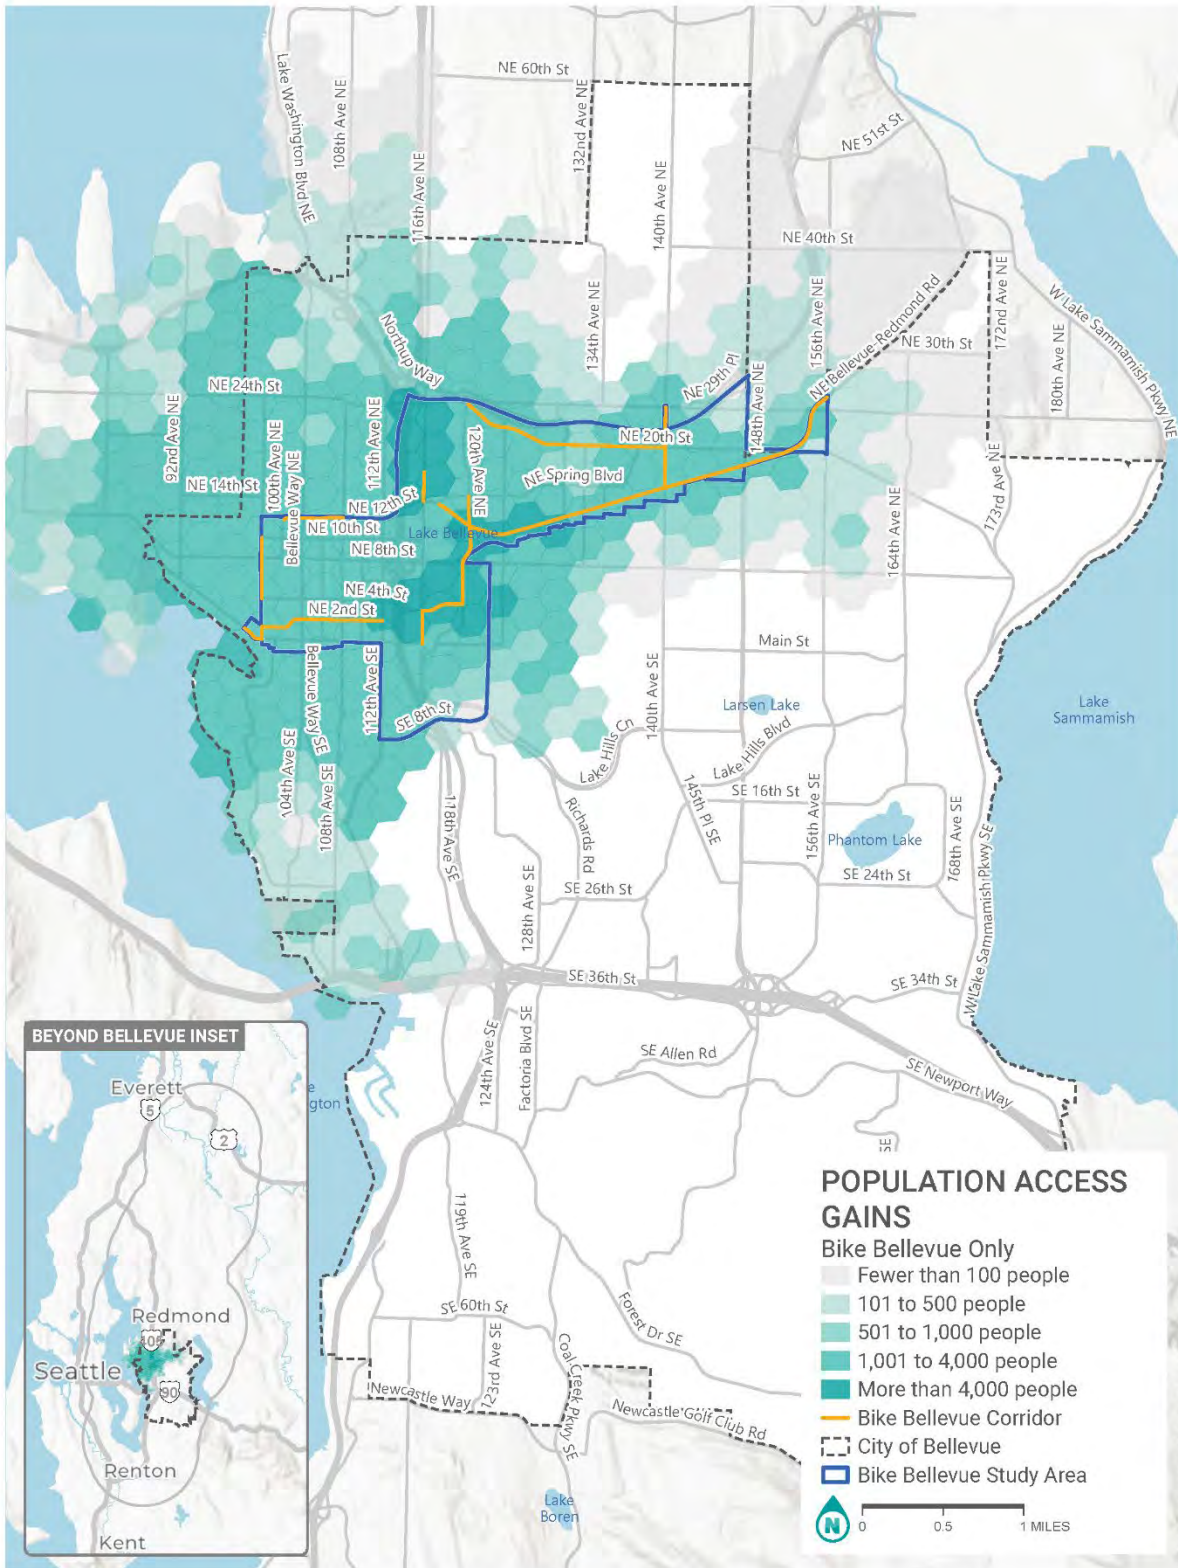 NE 60th St
Lake Washington Blvd NE
108th Ave NE
116th Ave NE
132nd Ave NE
140th Ave NE
NE 51st St
NE 40th St
134th Ave NE
156th Ave NE
NE Bellevue-Redmond Rd
172nd Ave NE
W Lake Sammamish Pkwy NE
NE 30th St
180th Ave NE
Northup Way
NE 29th Pl
148th Ave NE
NE 24th St
92nd Ave NE
100th Ave NE
Bellevue Way NE
112th Ave NE
120th Ave NE
NE 20th St
NE Spring Blvd
NE 14th St
NE 12th St
NE 10th St
Lake Bellevue
NE 8th St
173rd Ave NE
164th Ave NE
NE 4th St
NE 2nd St
Main St
Bellevue Way SE
112th Ave SE
SE 8th St
140th Ave SE
Larsen Lake
Lake
Sammamish
Lake Hills Cn
Lake Hills Blvd
104th Ave SE
108th Ave SE
118th Ave SE
Richards Rd
145th Pl SE
SE 16th St
156th Ave SE
Phantom Lake
168th Ave SE
SE 24th St
W Lake Sammamish Pkwy SE
128th Ave SE
SE 26th St
SE 36th St
SE 34th St
124th Ave SE
Factoria Blvd SE
SE Allen Rd
SE Newport Way
SE
119th Ave SE
SE 60th St
123rd Ave SE
Forest Dr SE
Coal Creek Pkwy SE
Newcastle Way
Newcastle Golf Club Rd
Lake
Boren
BEYOND BELLEVUE INSET
Everett
5
2
e
ngton
Redmond
405
Seattle
90
Renton
Kent
POPULATION ACCESS
GAINS
Bike Bellevue Only
Fewer than 100 people
101 to 500 people
501 to 1,000 people
1,001 to 4,000 people
More than 4,000 people
Bike Bellevue Corridor
City of Bellevue
Bike Bellevue Study Area
N
0 0.5 1 MILES